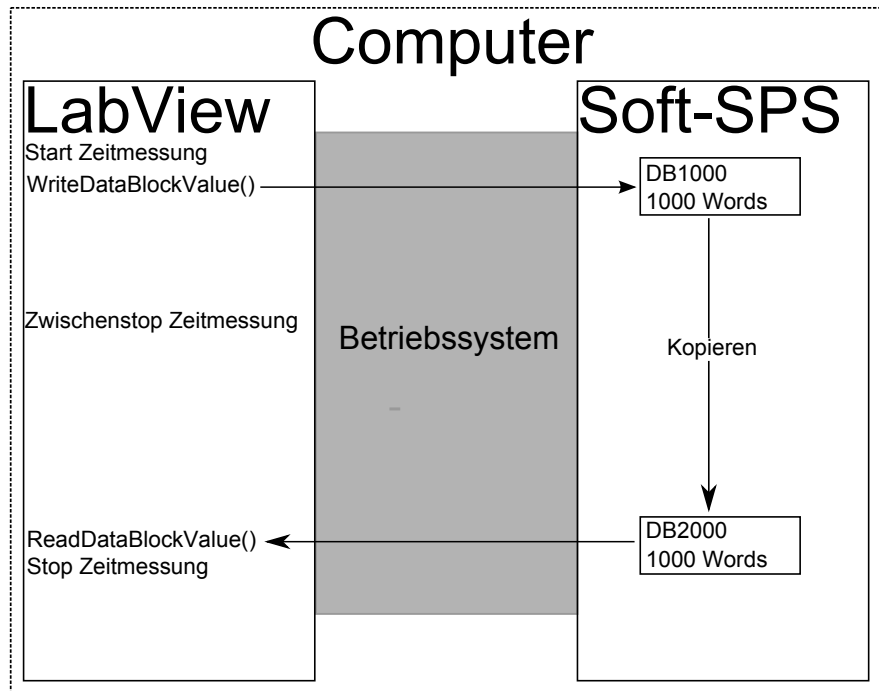 Computer
LabView
Soft-SPS
Start Zeitmessung
WriteDataBlockValue()
DB1000
1000 Words
Zwischenstop Zeitmessung
Betriebssystem
Kopieren
ReadDataBlockValue()
Stop Zeitmessung
DB2000
1000 Words